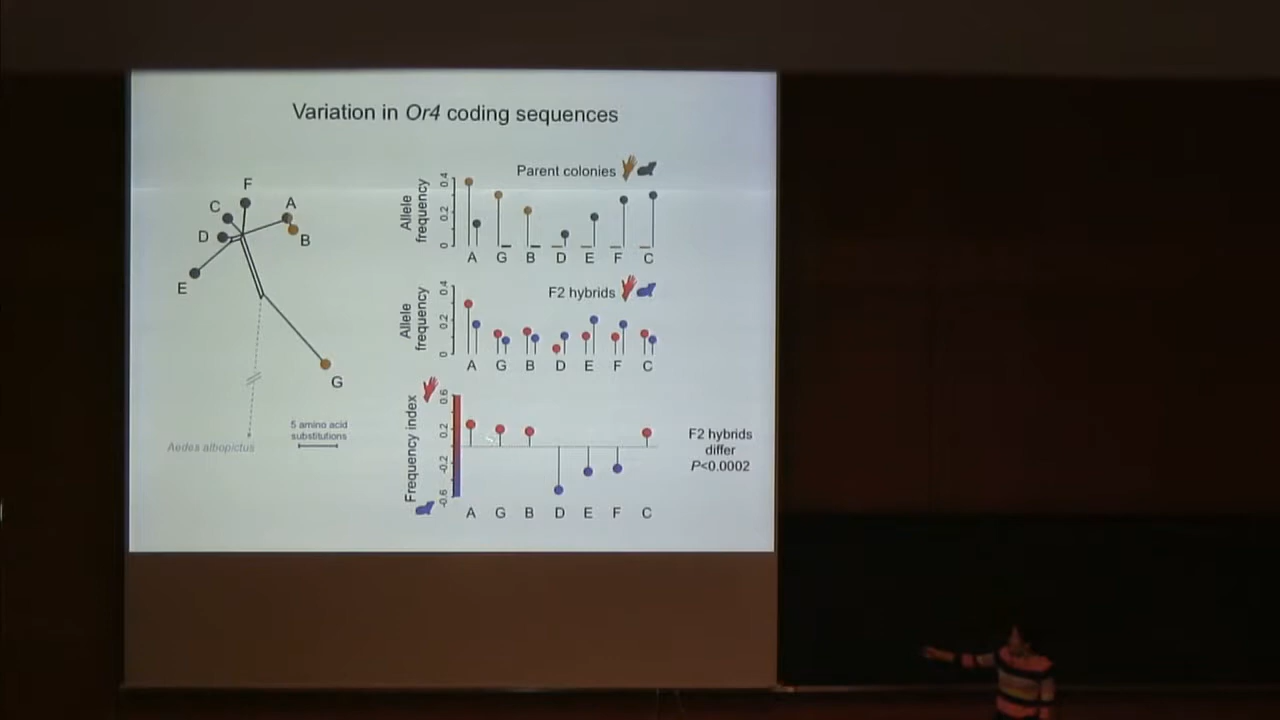 Variation in Or4 coding sequences
F
C
A
D
B
E
G
Aedes albopictus
5 amino acid
substitutions
Parent colonies
Allele
frequency
0 0.2 0.4
A G B D E F C
F2 hybrids
Allele
frequency
0 0.2 0.4
A G B D E F C
Frequency index
-0.6 -0.2 0.2 0.6
A G B D E F C
F2 hybrids
differ
P<0.0002